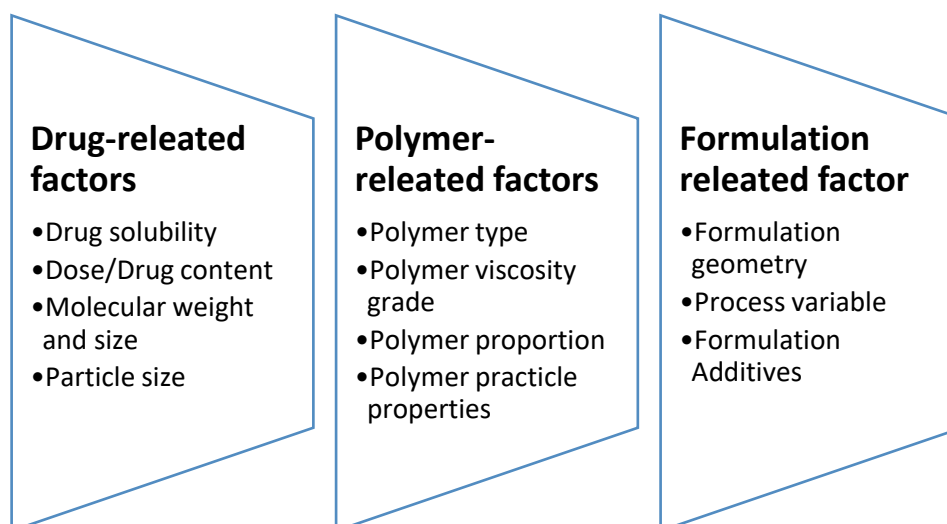 Drug-releated
factors
•Drug solubility
•Dose/Drug content
•Molecular weight
and size
•Particle size
Polymer-
releated factors
•Polymer type
•Polymer viscosity
grade
•Polymer proportion
•Polymer practicle
properties
Formulation
releated factor
•Formulation
geometry
•Process variable
•Formulation
Additives